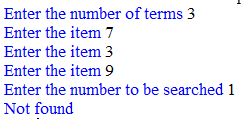 Enter the number of terms 3
Enter the item 7
Enter the item 3
Enter the item 9
Enter the number to be searched 1
Not found